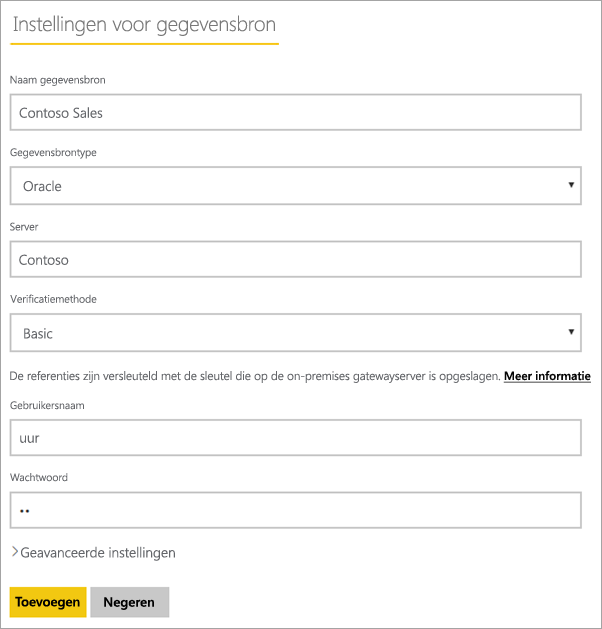 Instellingen voor gegevensbron
Naam gegevensbron
Contoso Sales
Gegevensbrontype
Oracle
Server
Contoso
Verificatiemethode
Basic
De referenties zijn versleuteld met de sleutel die op de on-premises gatewayserver is opgeslagen. Meer informatie
Gebruikersnaam
uur
Wachtwoord
••
Geavanceerde instellingen
Toevoegen Negeren